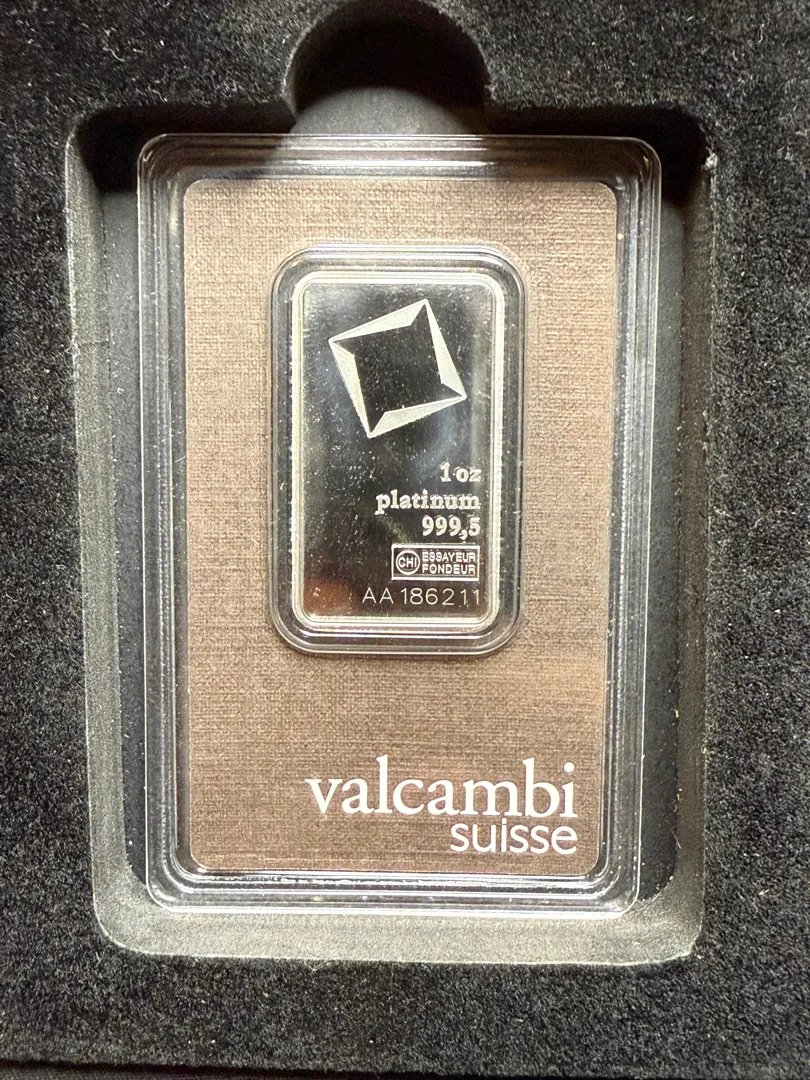 1 oz
platinum
999,5
CHI ESSAYEUR
FONDEUR
AA 186211
valcambi
suisse